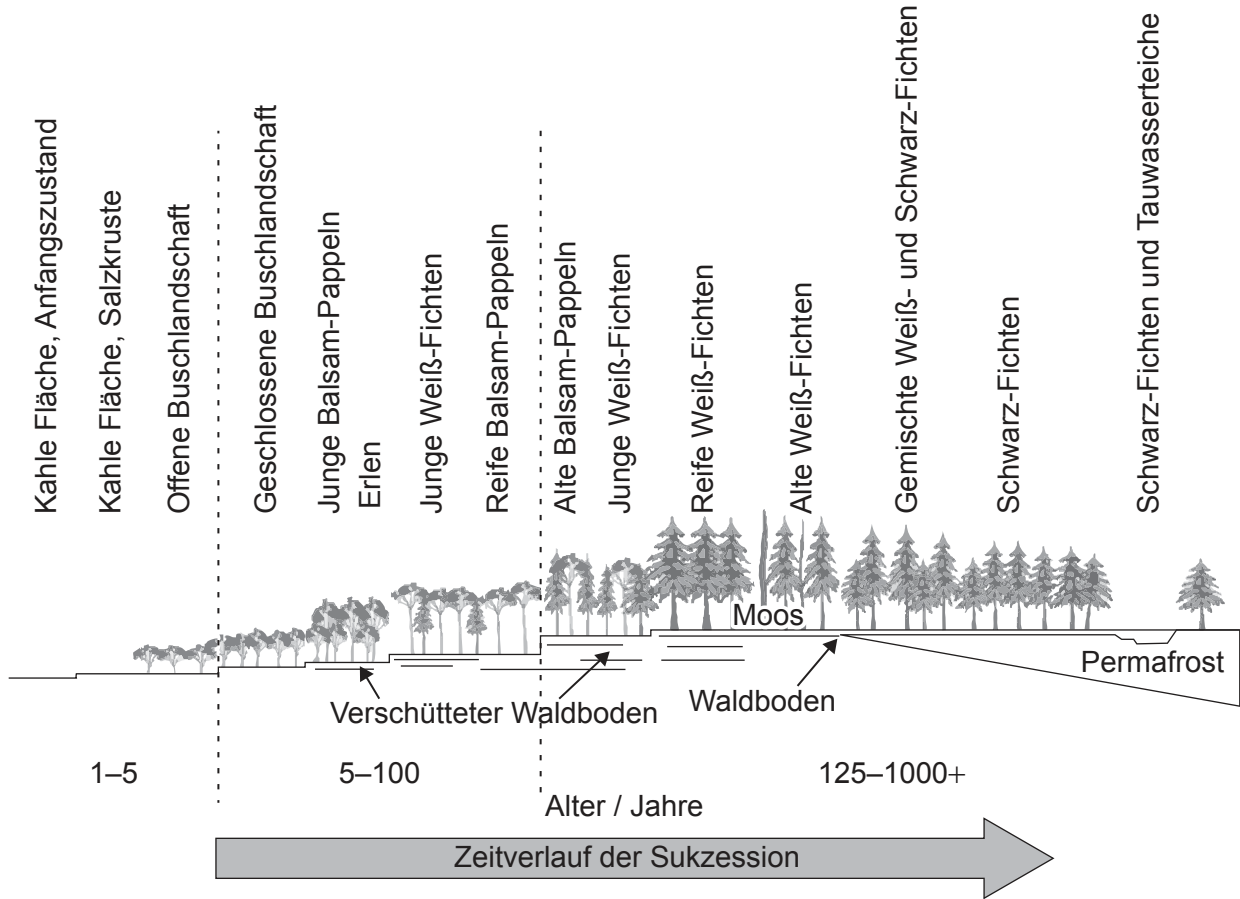 Kahle Fläche, Anfangszustand
Kahle Fläche, Salzkruste
Offene Buschlandschaft
Geschlossene Buschlandschaft
Junge Balsam-Pappeln
Erlen
Junge Weiß-Fichten
Reife Balsam-Pappeln
Alte Balsam-Pappeln
Junge Weiß-Fichten
Reife Weiß-Fichten
Alte Weiß-Fichten
Gemischte Weiß- und Schwarz-Fichten
Schwarz-Fichten
Schwarz-Fichten und Tauwasserteiche
Moos
Permafrost
Verschütteter Waldboden
Waldboden
1–5
5–100
125–1000+
Alter / Jahre
Zeitverlauf der Sukzession